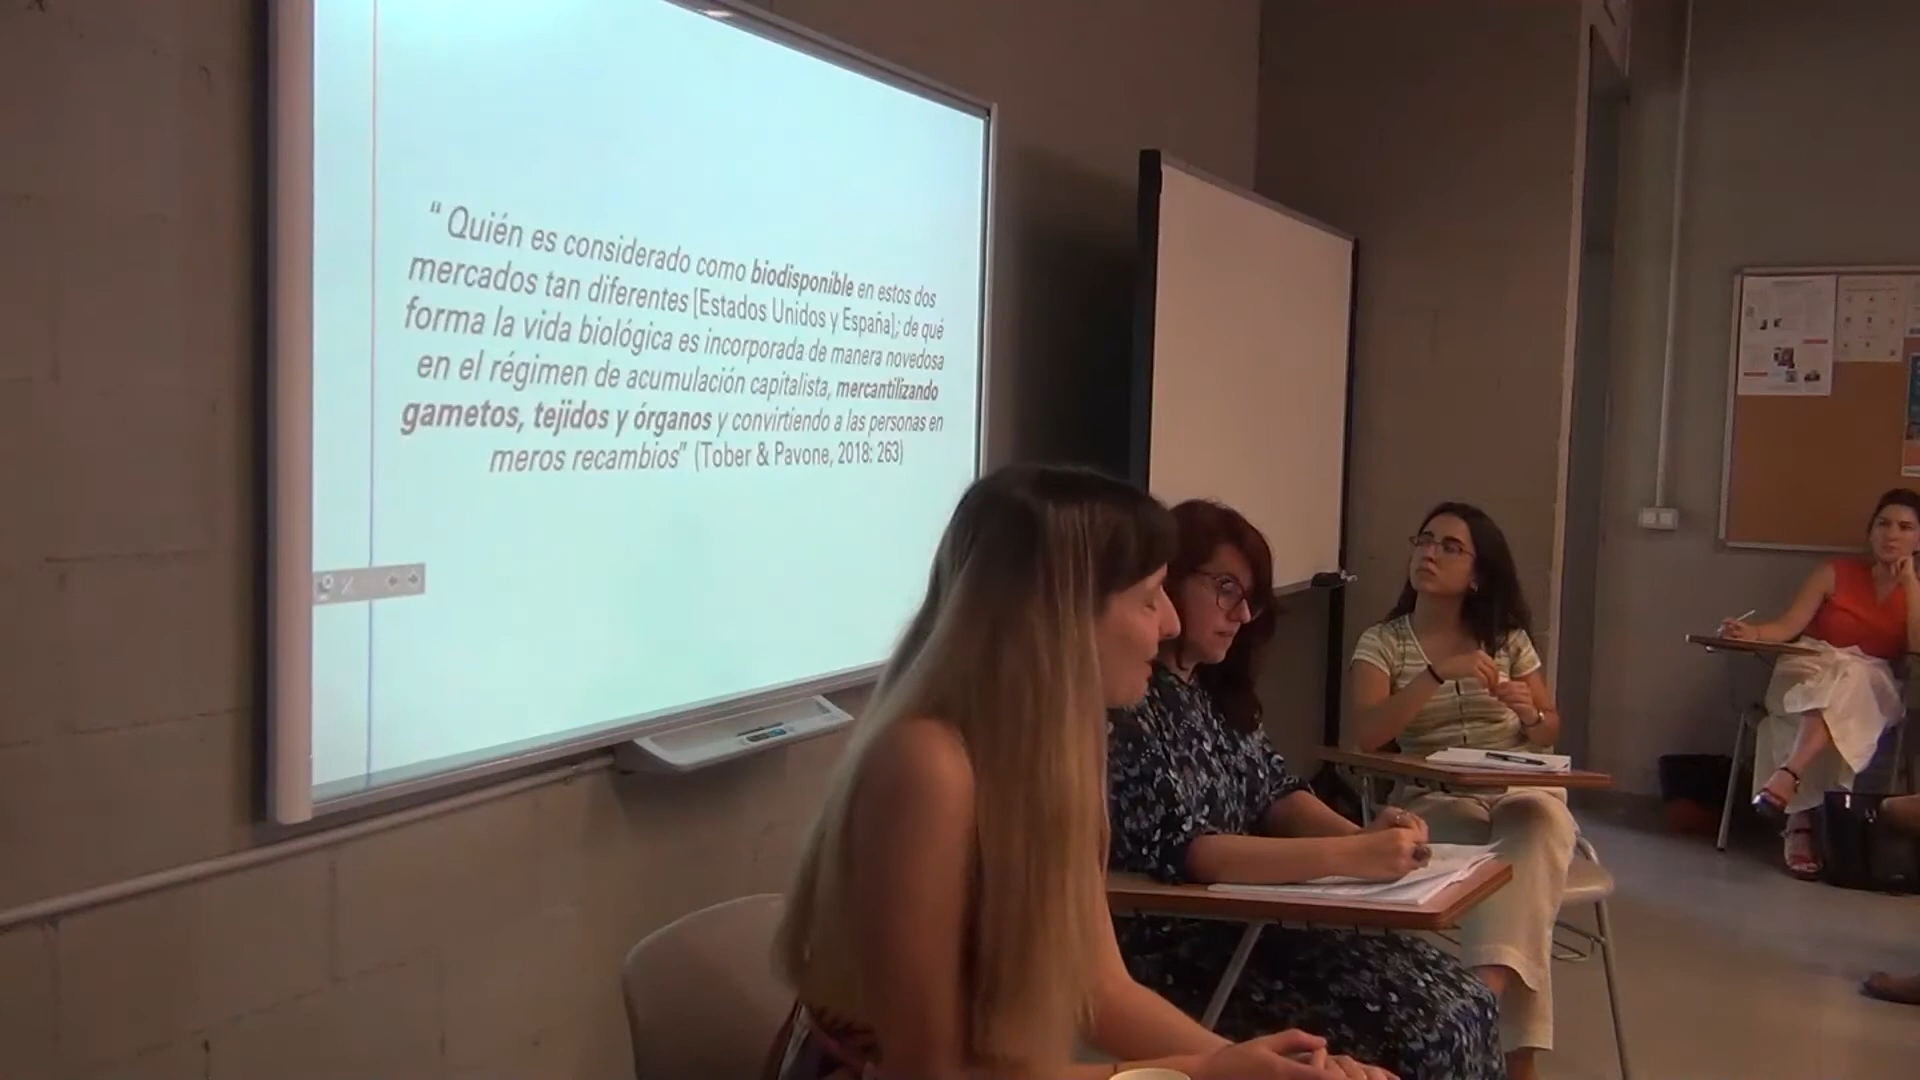 “ Quién es considerado como biodisponible en estos dos
mercados tan diferentes [Estados Unidos y España]; de qué
forma la vida biológica es incorporada de manera novedosa
en el régimen de acumulación capitalista, mercantilizando
gametos, tejidos y órganos y convirtiendo a las personas en
meros recambios” (Tober & Pavone, 2018: 263)